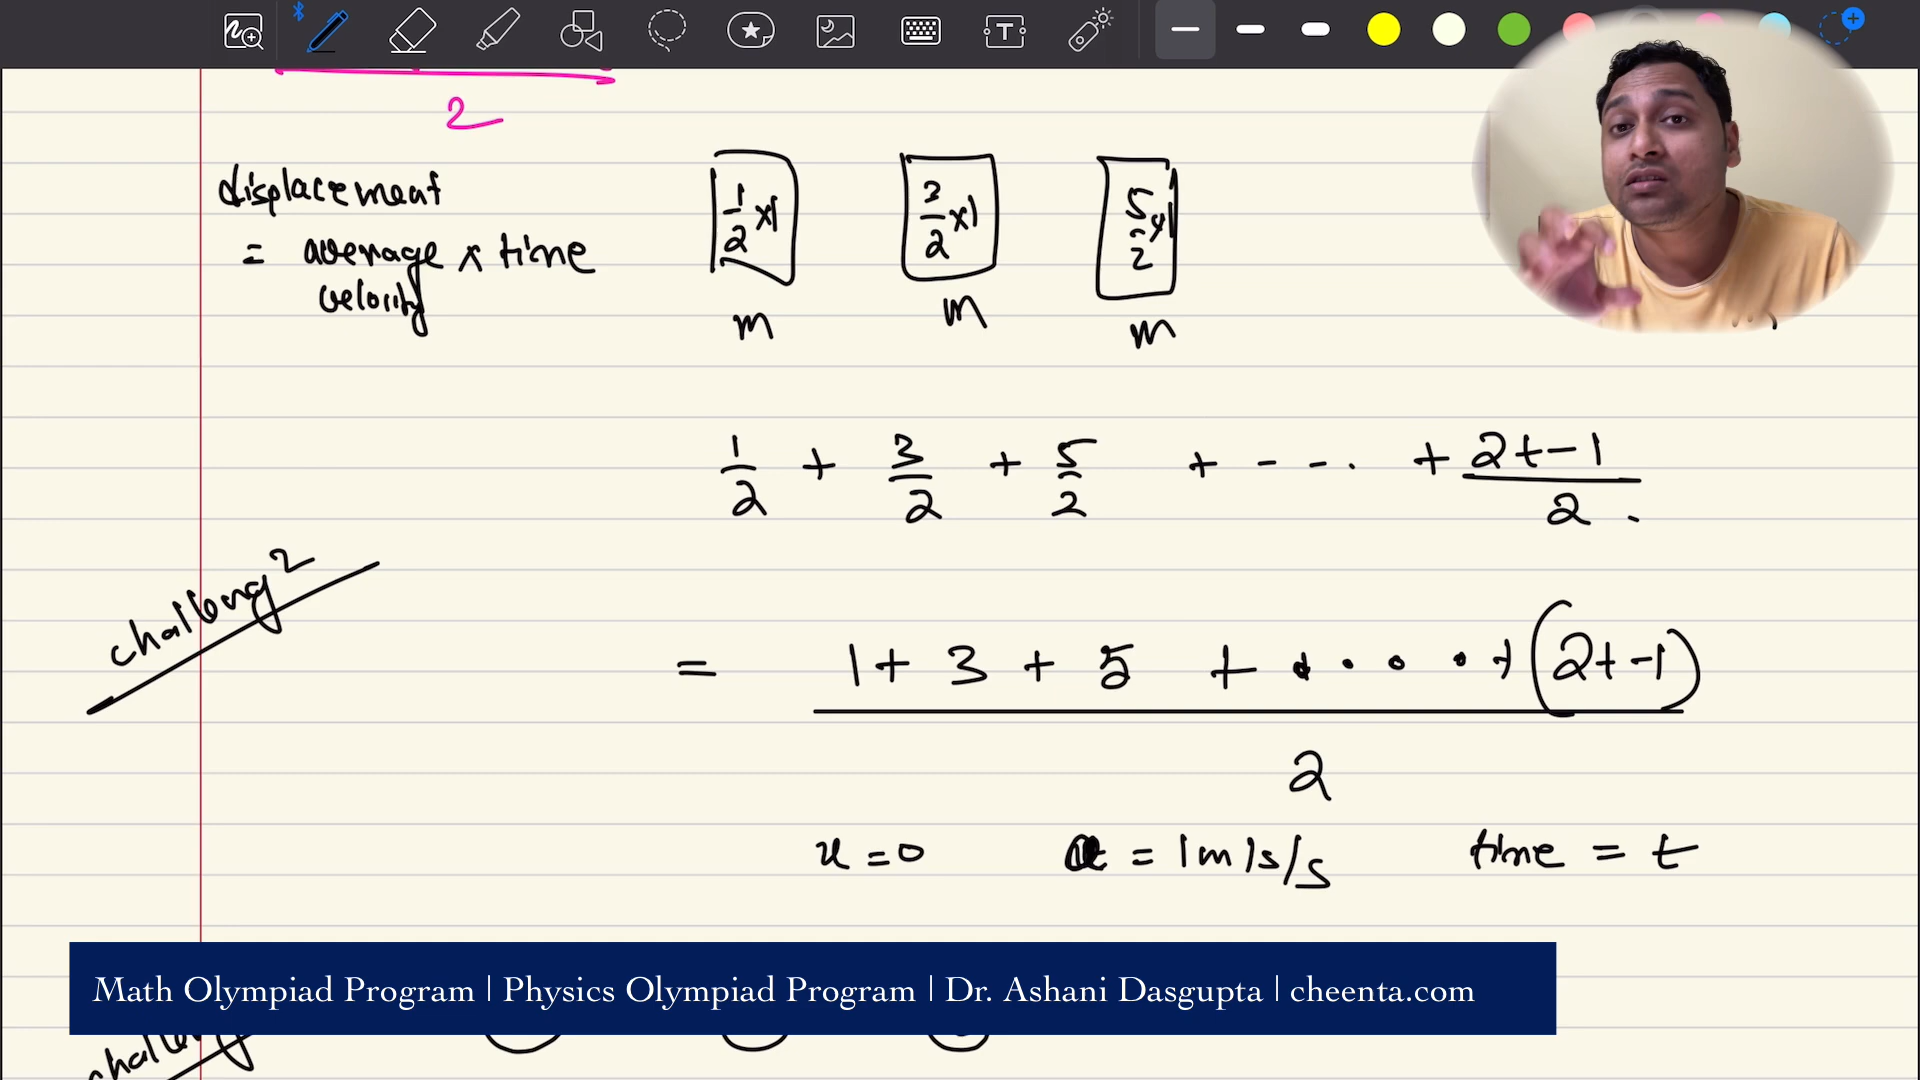 2
displacement
= average × time
velocity
1/2 ×1 3/2 ×1 5/2 ×1
m m m
1/2 + 3/2 + 5/2 + - - . + 2t-1/2 .
challeng 2
= 1 + 3 + 5 + . . . . + (2t-1)
2
u = 0 a = 1m/s/s time = t
Math Olympiad Program | Physics Olympiad Program | Dr. Ashani Dasgupta | cheenta.com